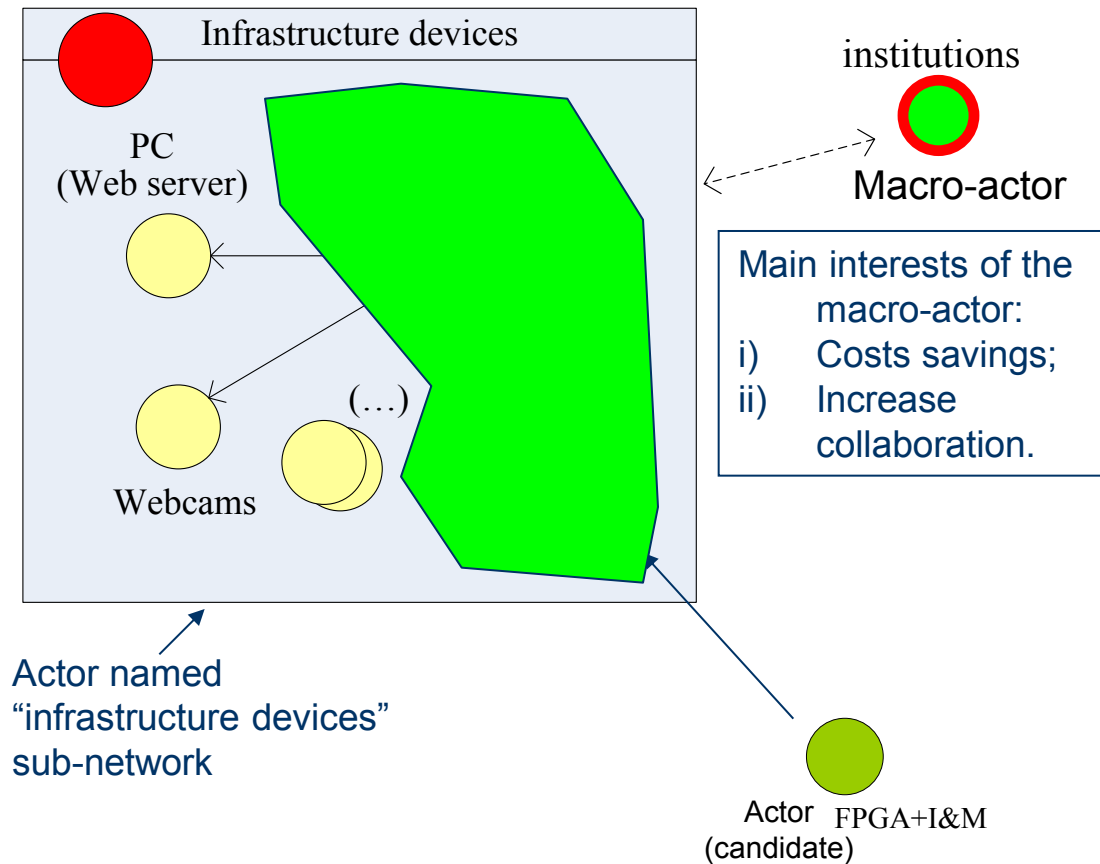 Infrastructure devices
institutions
PC
(Web server)
Macro-actor
Main interests of the
macro-actor:
i) Costs savings;
ii) Increase
collaboration.
(…)
Webcams
Actor named
“infrastructure devices”
sub-network
Actor FPGA+I&M
(candidate)